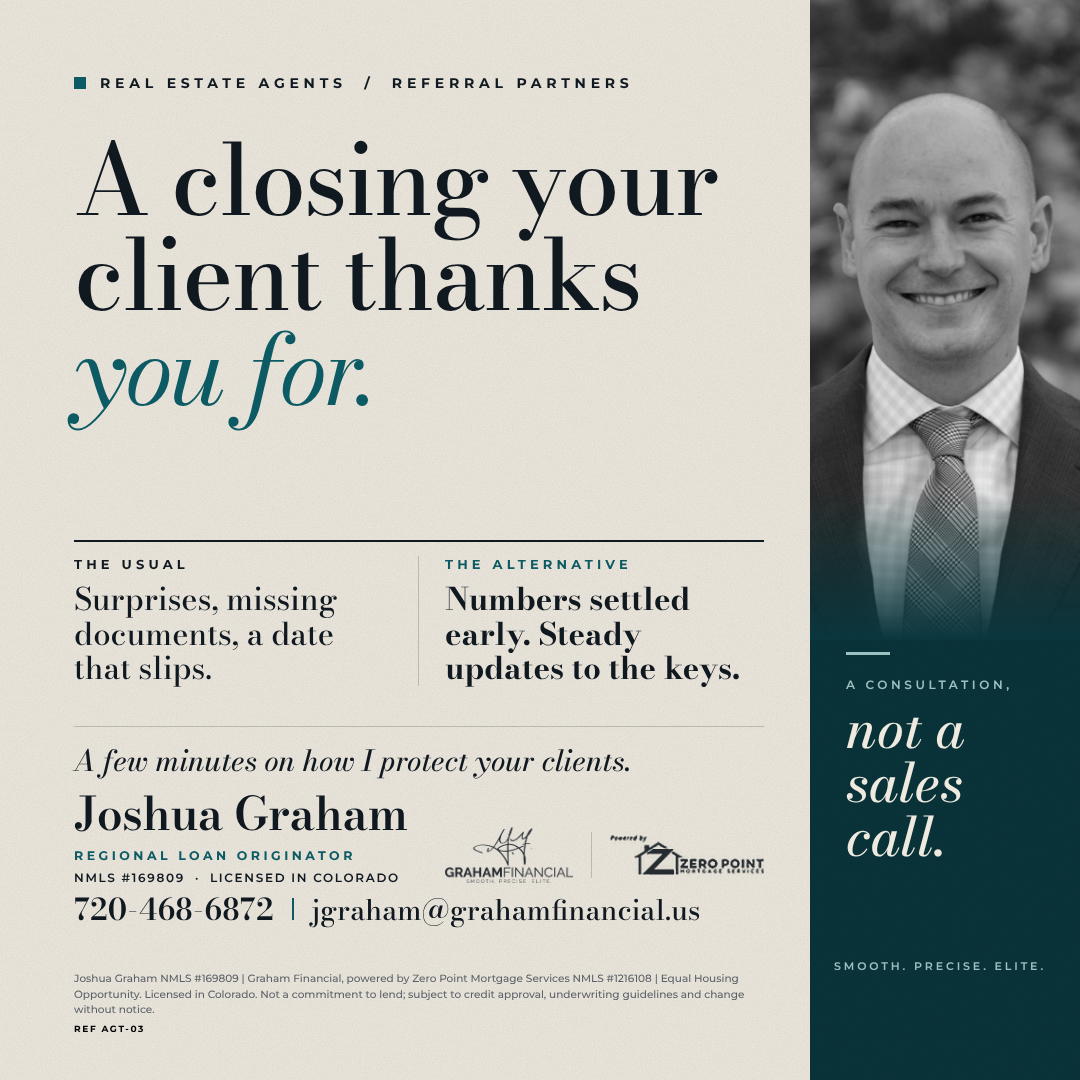 REAL ESTATE AGENTS / REFERRAL PARTNERS
A closing your
client thanks
you for.
THE USUAL
Surprises, missing
documents, a date
that slips.
THE ALTERNATIVE
Numbers settled
early. Steady
updates to the keys.
A few minutes on how I protect your clients.
Joshua Graham
REGIONAL LOAN ORIGINATOR
NMLS #169809 · LICENSED IN COLORADO
GRAHAMFINANCIAL
SMOOTH. PRECISE. ELITE.
Powered by
ZERO POINT
MORTGAGE SERVICES
720-468-6872 | jgraham@grahamfinancial.us
Joshua Graham NMLS #169809 | Graham Financial, powered by Zero Point Mortgage Services NMLS #1216108 | Equal Housing
Opportunity. Licensed in Colorado. Not a commitment to lend; subject to credit approval, underwriting guidelines and change
without notice.
REF AGT-03
A CONSULTATION,
not a
sales
call.
SMOOTH. PRECISE. ELITE.